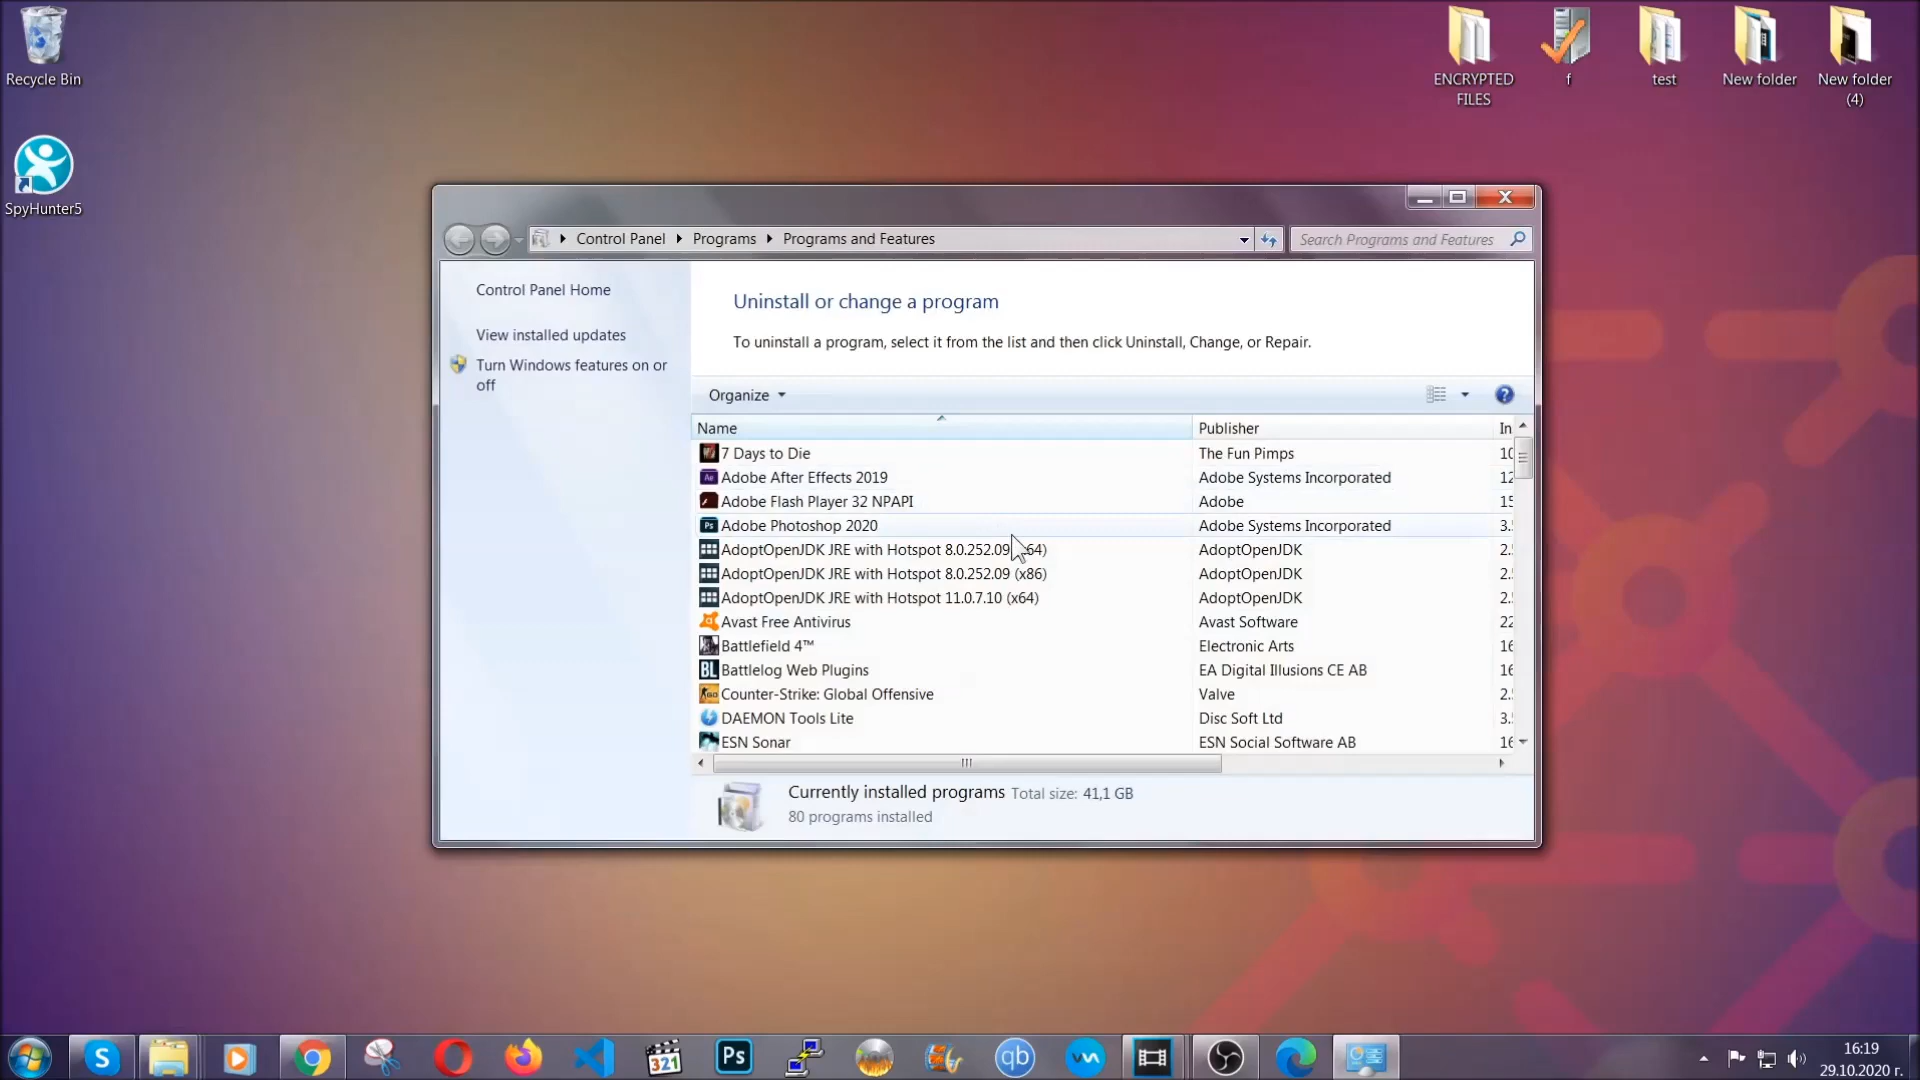 Recycle Bin
SpyHunter5
ENCRYPTED
FILES
f
test
New folder
New folder
(4)
Control Panel
Programs
Programs and Features
Search Programs and Features
Control Panel Home
View installed updates
Turn Windows features on or
off
Uninstall or change a program
To uninstall a program, select it from the list and then click Uninstall, Change, or Repair.
Organize
Name Publisher In
7 Days to Die The Fun Pimps 10
Adobe After Effects 2019 Adobe Systems Incorporated 12
Adobe Flash Player 32 NPAPI Adobe 15
Adobe Photoshop 2020 Adobe Systems Incorporated 3.
AdoptOpenJDK JRE with Hotspot 8.0.252.09 64) AdoptOpenJDK 2.
AdoptOpenJDK JRE with Hotspot 8.0.252.09 (x86) AdoptOpenJDK 2.
AdoptOpenJDK JRE with Hotspot 11.0.7.10 (x64) AdoptOpenJDK 2.
Avast Free Antivirus Avast Software 22
Battlefield 4™ Electronic Arts 16
BL Battlelog Web Plugins EA Digital Illusions CE AB 16
Counter-Strike: Global Offensive Valve 2.
DAEMON Tools Lite Disc Soft Ltd 3.
ESN Sonar ESN Social Software AB 16
Currently installed programs Total size: 41,1 GB
80 programs installed
S
321
Ps
qb
16:19
29.10.2020 г.